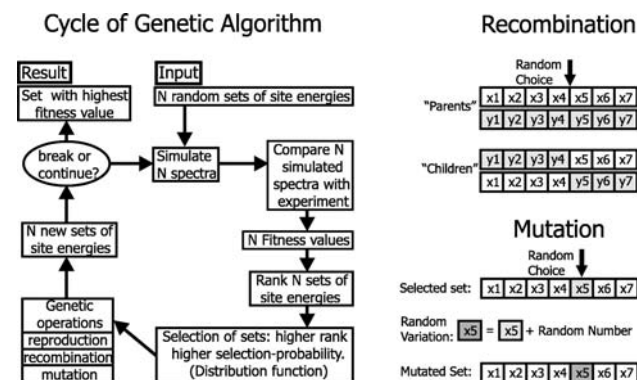 Cycle of Genetic Algorithm
Result
Set with highest
fitness value
Input
N random sets of site energies
break or
continue?
Simulate
N spectra
Compare N
simulated
spectra with
experiment
N Fitness values
Rank N sets of
site energies
Selection of sets: higher rank
higher selection-probability.
(Distribution function)
Genetic
operations
reproduction
recombination
mutation
N new sets of
site energies
Recombination
Random
Choice
"Parents"
x1 x2 x3 x4 x5 x6 x7
y1 y2 y3 y4 y5 y6 y7
"Children"
y1 y2 y3 y4 x5 x6 x7
x1 x2 x3 x4 y5 y6 y7
Mutation
Random
Choice
Selected set: x1 x2 x3 x4 x5 x6 x7
Random
Variation: x5 = x5 + Random Number
Mutated Set: x1 x2 x3 x4 x5 x6 x7